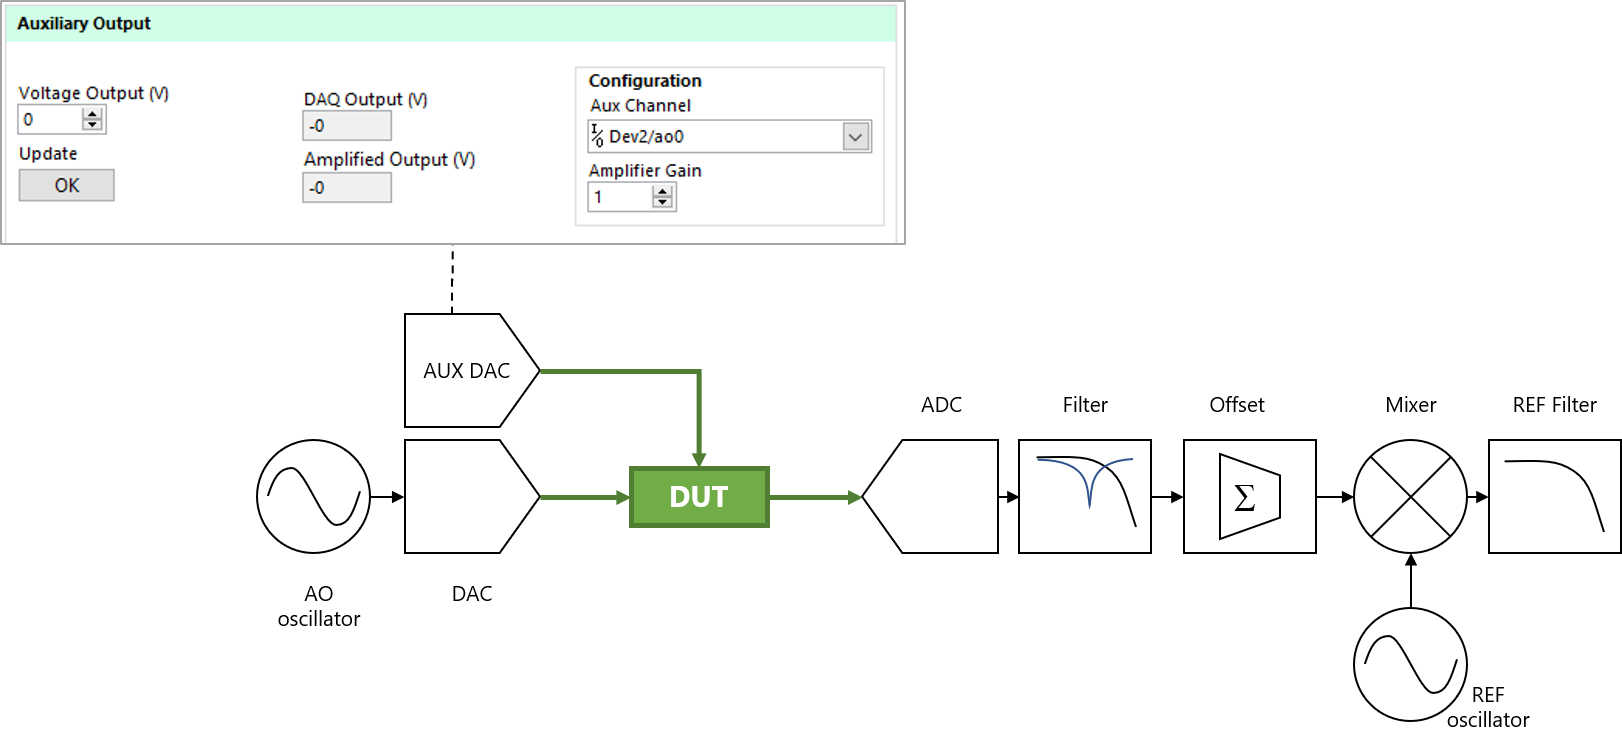 Auxiliary Output
Voltage Output (V)
0
Update
OK
DAQ Output (V)
-0
Amplified Output (V)
-0
Configuration
Aux Channel
I/O Dev2/ao0
Amplifier Gain
1
AUX DAC
ADC
Filter
Offset
Mixer
REF Filter
DUT
Σ
AO
oscillator
DAC
REF
oscillator